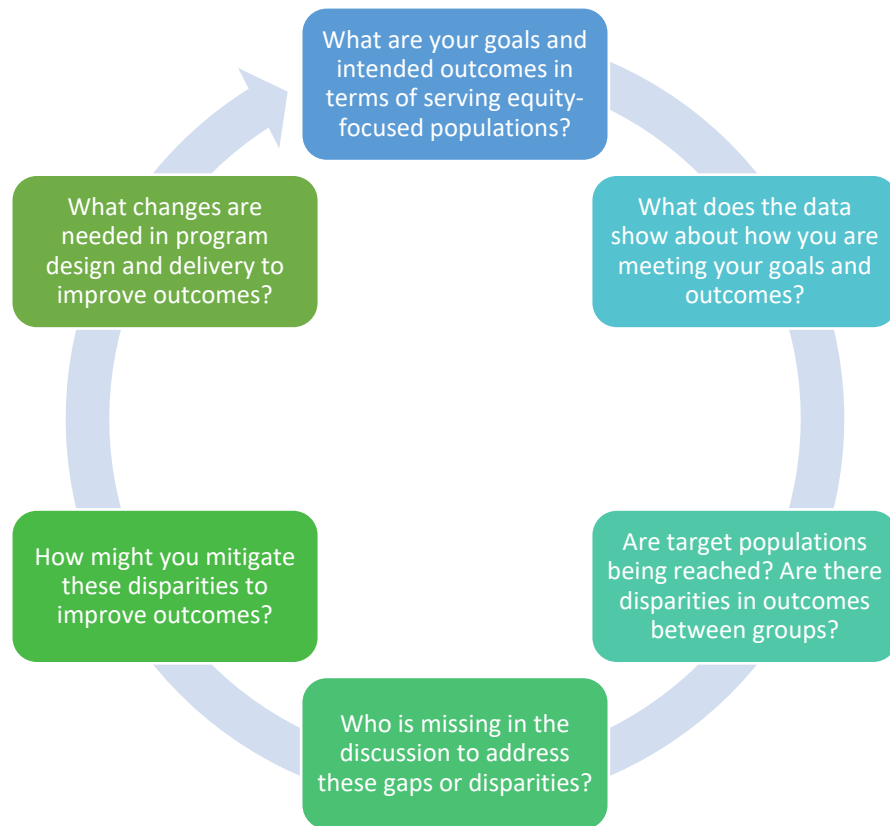 What are your goals and
intended outcomes in
terms of serving equity-
focused populations?
What does the data
show about how you are
meeting your goals and
outcomes?
Are target populations
being reached? Are there
disparities in outcomes
between groups?
Who is missing in the
discussion to address
these gaps or disparities?
How might you mitigate
these disparities to
improve outcomes?
What changes are
needed in program
design and delivery to
improve outcomes?